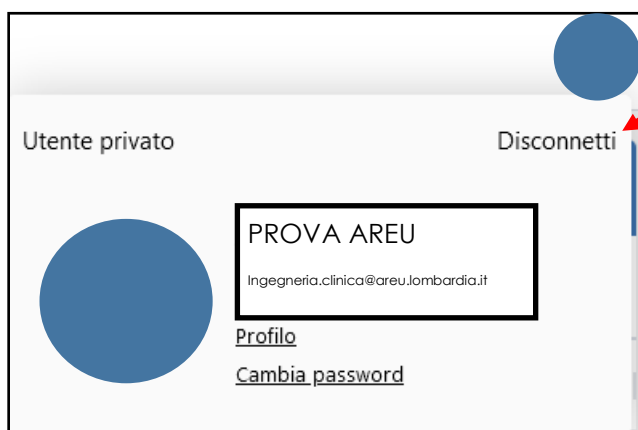 Utente privato
Disconnetti
PROVA AREU
Ingegneria.clinica@areu.lombardia.it
Profilo
Cambia password